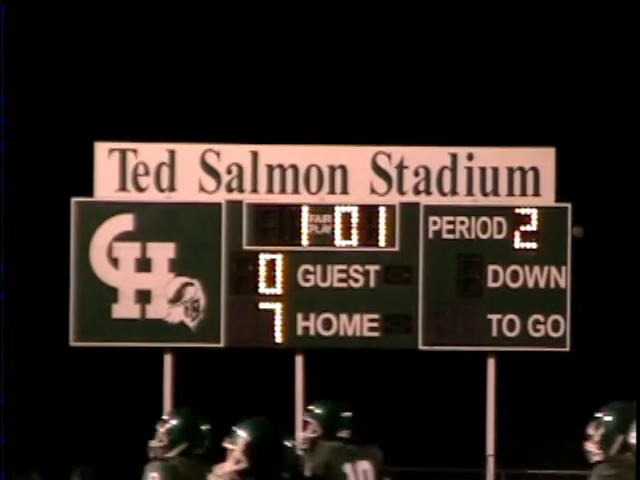 Ted Salmon Stadium
CH
1 FAIR PLAY 01
PERIOD 2
0 GUEST
DOWN
7 HOME
TO GO
10